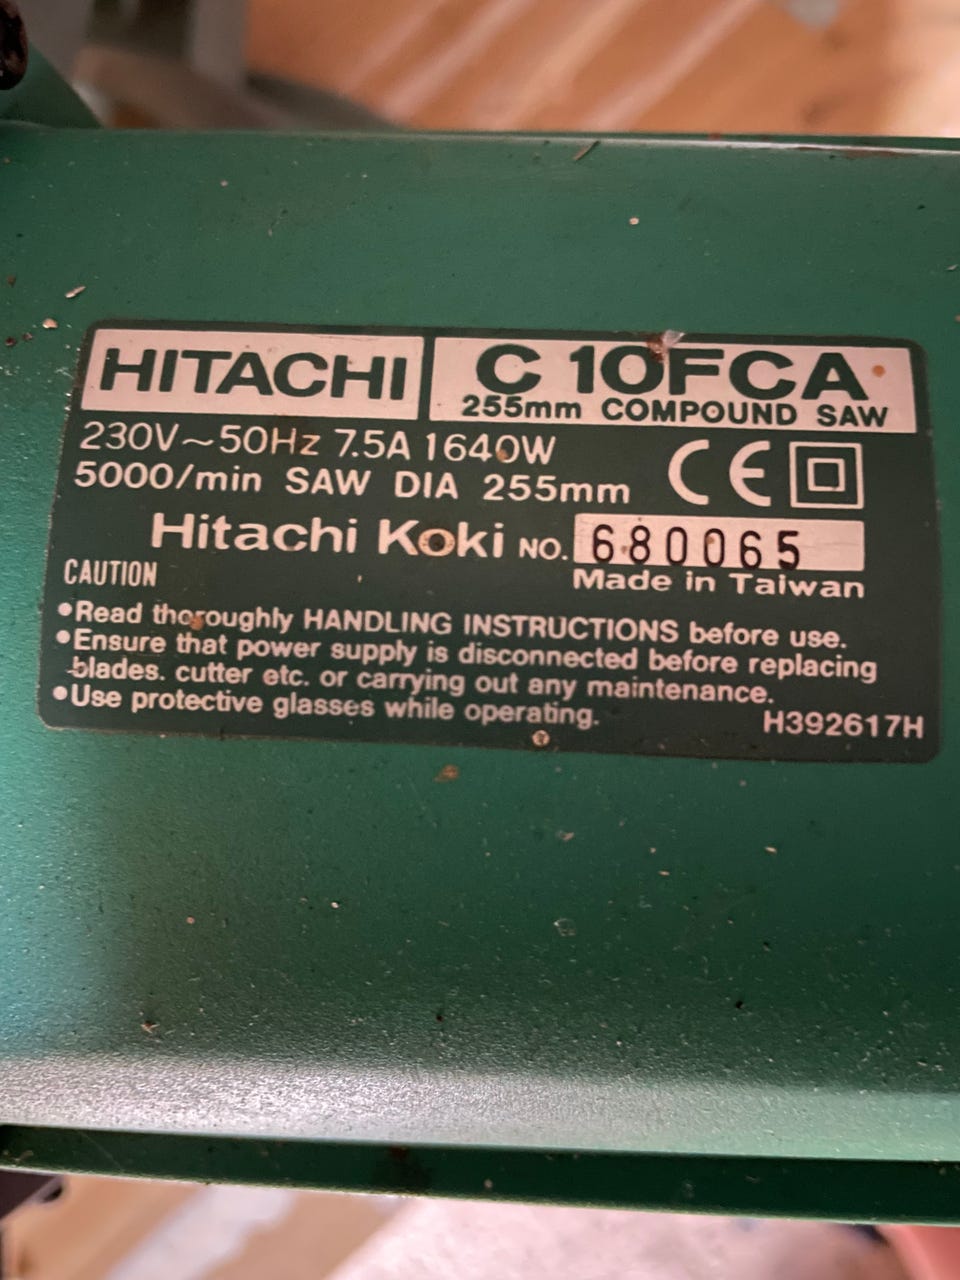 HITACHI
C 10FCA
255mm COMPOUND SAW
230V~50Hz 7.5A 1640W
5000/min SAW DIA 255mm
CE
Hitachi Koki NO. 680065
Made in Taiwan
CAUTION
•Read thoroughly HANDLING INSTRUCTIONS before use.
•Ensure that power supply is disconnected before replacing
blades. cutter etc. or carrying out any maintenance.
•Use protective glasses while operating.
H392617H